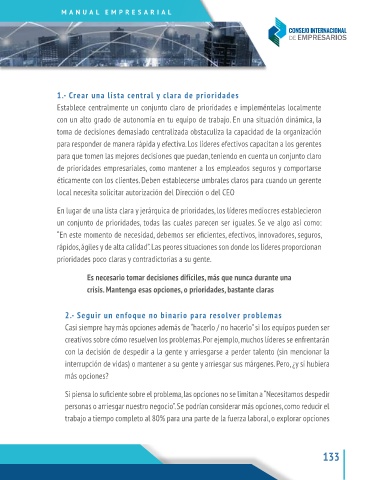 MANUAL EMPRESARIAL
CONSEJO INTERNACIONAL
DE EMPRESARIOS
1.- Crear una lista central y clara de prioridades
Establece centralmente un conjunto claro de prioridades e impleméntelas localmente
con un alto grado de autonomía en tu equipo de trabajo. En una situación dinámica, la
toma de decisiones demasiado centralizada obstaculiza la capacidad de la organización
para responder de manera rápida y efectiva. Los líderes efectivos capacitan a los gerentes
para que tomen las mejores decisiones que puedan, teniendo en cuenta un conjunto claro
de prioridades empresariales, como mantener a los empleados seguros y comportarse
éticamente con los clientes. Deben establecerse umbrales claros para cuando un gerente
local necesita solicitar autorización del Dirección o del CEO
En lugar de una lista clara y jerárquica de prioridades, los líderes mediocres establecieron
un conjunto de prioridades, todas las cuales parecen ser iguales. Se ve algo así como:
"En este momento de necesidad, debemos ser eficientes, efectivos, innovadores, seguros,
rápidos, ágiles y de alta calidad". Las peores situaciones son donde los líderes proporcionan
prioridades poco claras y contradictorias a su gente.
Es necesario tomar decisiones difíciles, más que nunca durante una
crisis. Mantenga esas opciones, o prioridades, bastante claras
2.- Seguir un enfoque no binario para resolver problemas
Casi siempre hay más opciones además de "hacerlo / no hacerlo" si los equipos pueden ser
creativos sobre cómo resuelven los problemas. Por ejemplo, muchos líderes se enfrentarán
con la decisión de despedir a la gente y arriesgarse a perder talento (sin mencionar la
interrupción de vidas) o mantener a su gente y arriesgar sus márgenes. Pero, ¿y si hubiera
más opciones?
Si piensa lo suficiente sobre el problema, las opciones no se limitan a "Necesitamos despedir
personas o arriesgar nuestro negocio". Se podrían considerar más opciones, como reducir el
trabajo a tiempo completo al 80% para una parte de la fuerza laboral, o explorar opciones
133